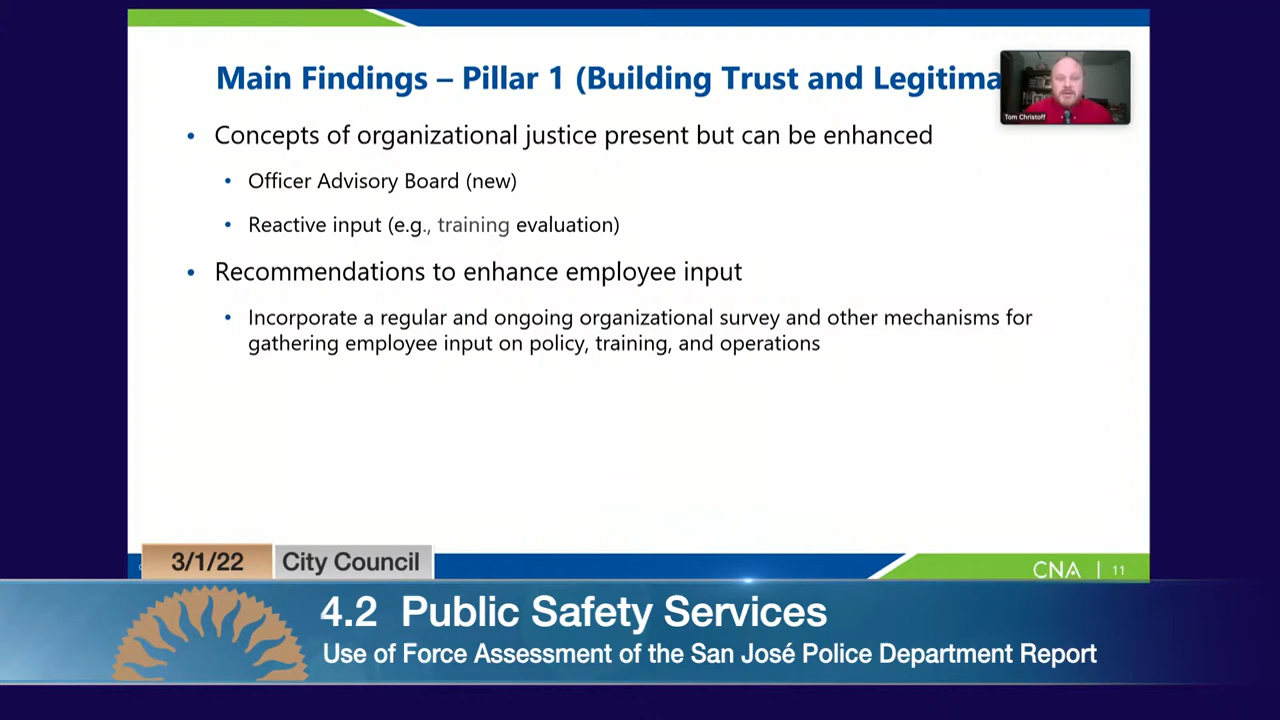 Main Findings – Pillar 1 (Building Trust and Legitima
Tom Christoff
• Concepts of organizational justice present but can be enhanced
• Officer Advisory Board (new)
• Reactive input (e.g., training evaluation)
• Recommendations to enhance employee input
• Incorporate a regular and ongoing organizational survey and other mechanisms for
gathering employee input on policy, training, and operations
3/1/22 City Council
CNA | 11
4.2 Public Safety Services
Use of Force Assessment of the San José Police Department Report